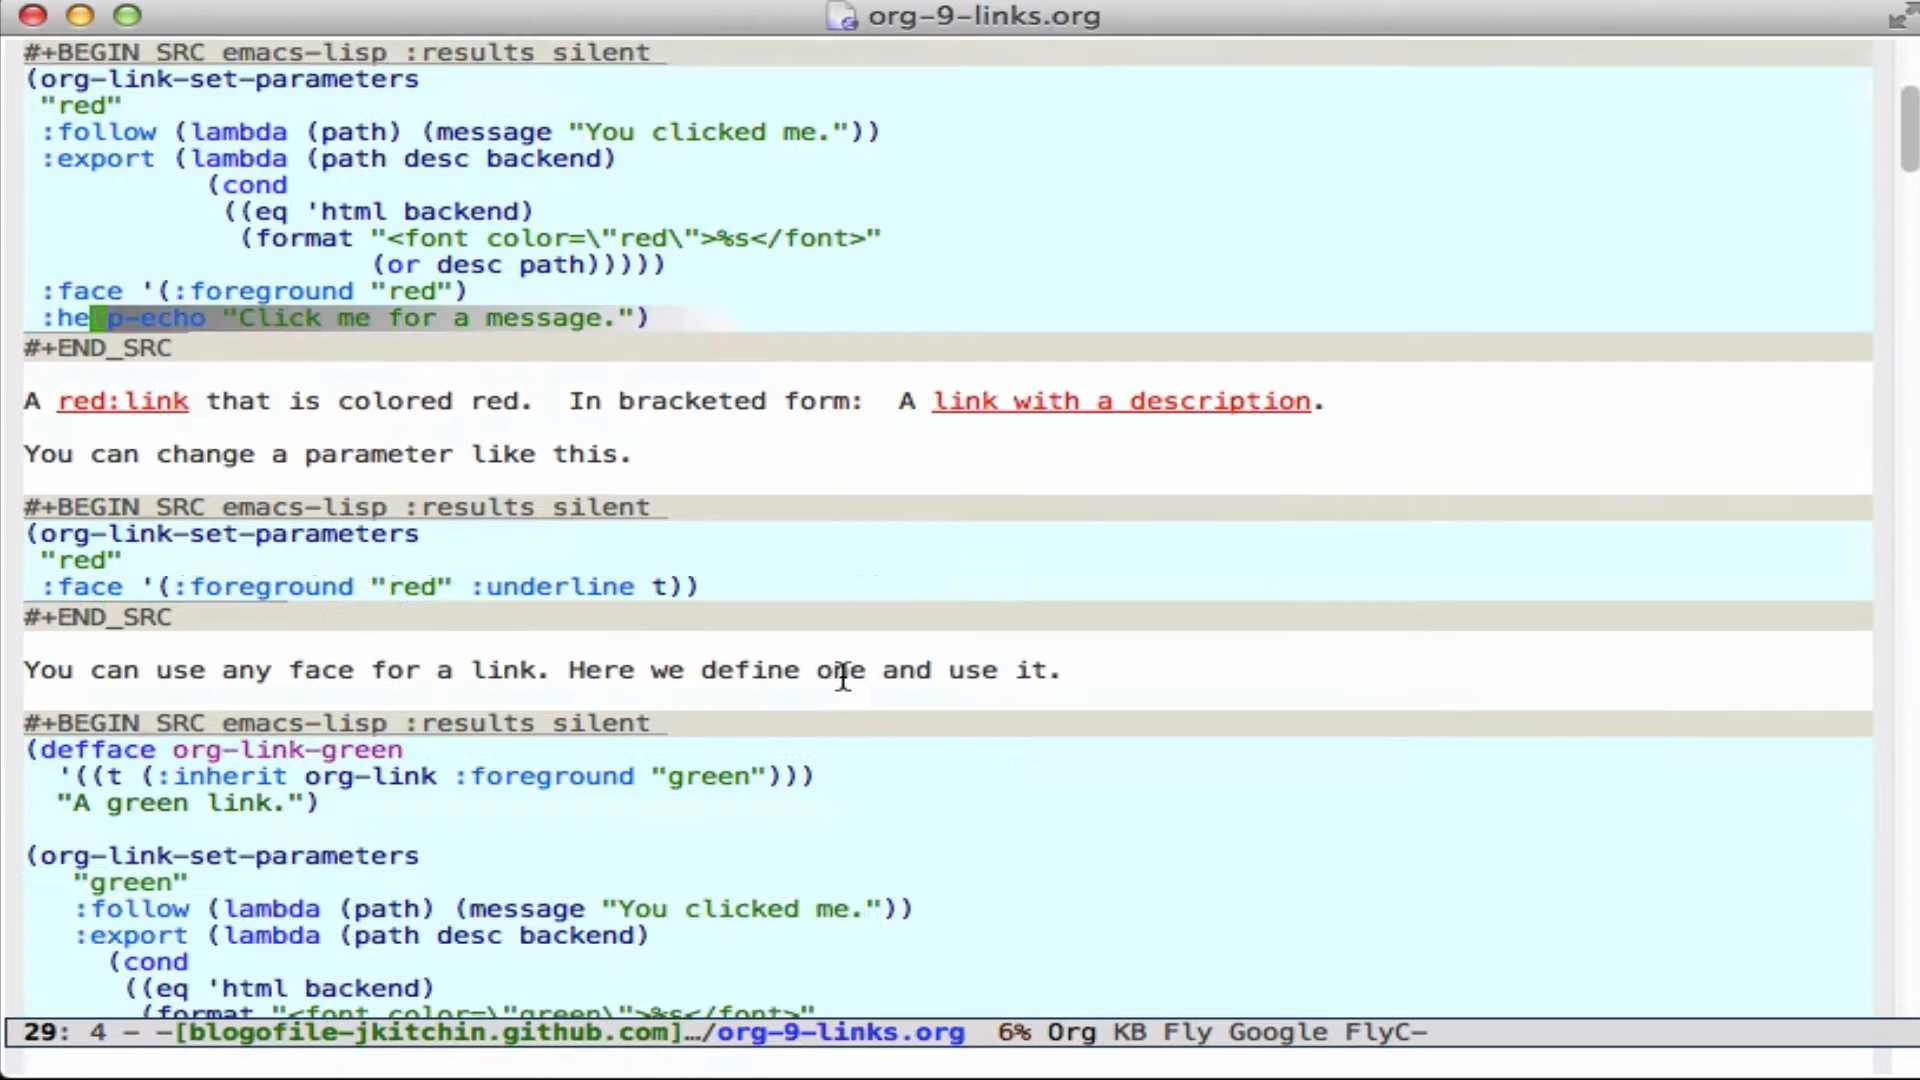 org-9-links.org
#+BEGIN_SRC emacs-lisp :results silent
(org-link-set-parameters
 "red"
 :follow (lambda (path) (message "You clicked me."))
 :export (lambda (path desc backend)
           (cond
            ((eq 'html backend)
             (format "<font color=\"red\">%s</font>"
                     (or desc path)))))
 :face '(:foreground "red")
 :help-echo "Click me for a message.")
#+END_SRC
A red:link that is colored red.  In bracketed form:  A link with a description.
You can change a parameter like this.
#+BEGIN_SRC emacs-lisp :results silent
(org-link-set-parameters
 "red"
 :face '(:foreground "red" :underline t))
#+END_SRC
You can use any face for a link. Here we define one and use it.
#+BEGIN_SRC emacs-lisp :results silent
(defface org-link-green
  '((t (:inherit org-link :foreground "green")))
  "A green link.")
(org-link-set-parameters
   "green"
   :follow (lambda (path) (message "You clicked me."))
   :export (lambda (path desc backend)
     (cond
      ((eq 'html backend)
       (format "<font color=\"green\">%s</font>"
29: 4 - -[blogofile-jkitchin.github.com]…/org-9-links.org  6% Org KB Fly Google FlyC-